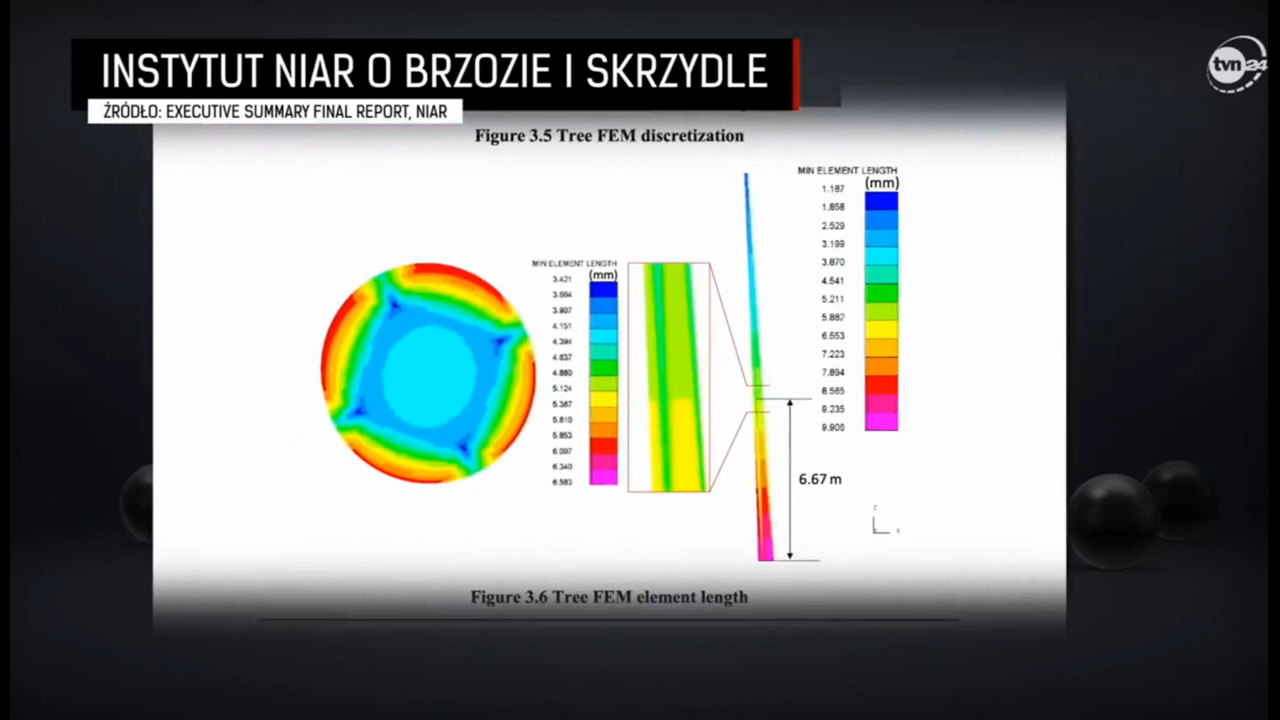 INSTYTUT NIAR O BRZOZIE I SKRZYDLE
tvn24
ŹRÓDŁO: EXECUTIVE SUMMARY FINAL REPORT, NIAR
Figure 3.5 Tree FEM discretization
MIN ELEMENT LENGTH
(mm)
3.421
3.664
3.907
4.151
4.394
4.637
4.880
5.124
5.367
5.610
5.853
6.097
6.340
6.583
MIN ELEMENT LENGTH
(mm)
1.187
1.858
2.529
3.199
3.870
4.541
5.211
5.882
6.553
7.223
7.894
8.565
9.235
9.906
6.67 m
Z
X
Figure 3.6 Tree FEM element length